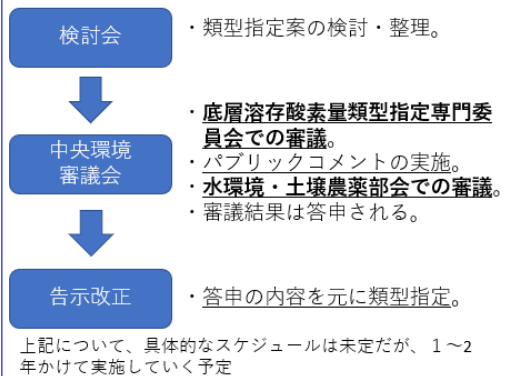 検討会
・類型指定案の検討・整理。
中央環境
審議会
・底層溶存酸素量類型指定専門委
員会での審議。
・パブリックコメントの実施。
・水環境・土壌農薬部会での審議。
・審議結果は答申される。
告示改正
・答申の内容を元に類型指定。
上記について、具体的なスケジュールは未定だが、１～2
年かけて実施していく予定